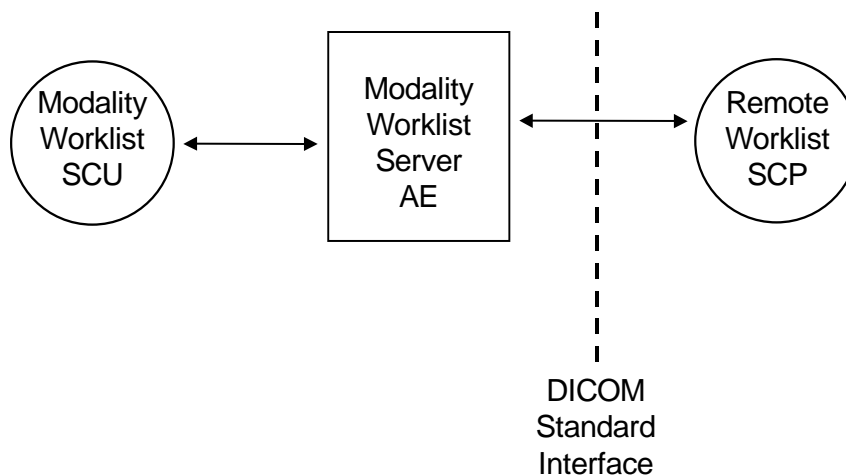 Modality
Worklist
SCU
Modality
Worklist
Server
AE
Remote
Worklist
SCP
DICOM
Standard
Interface